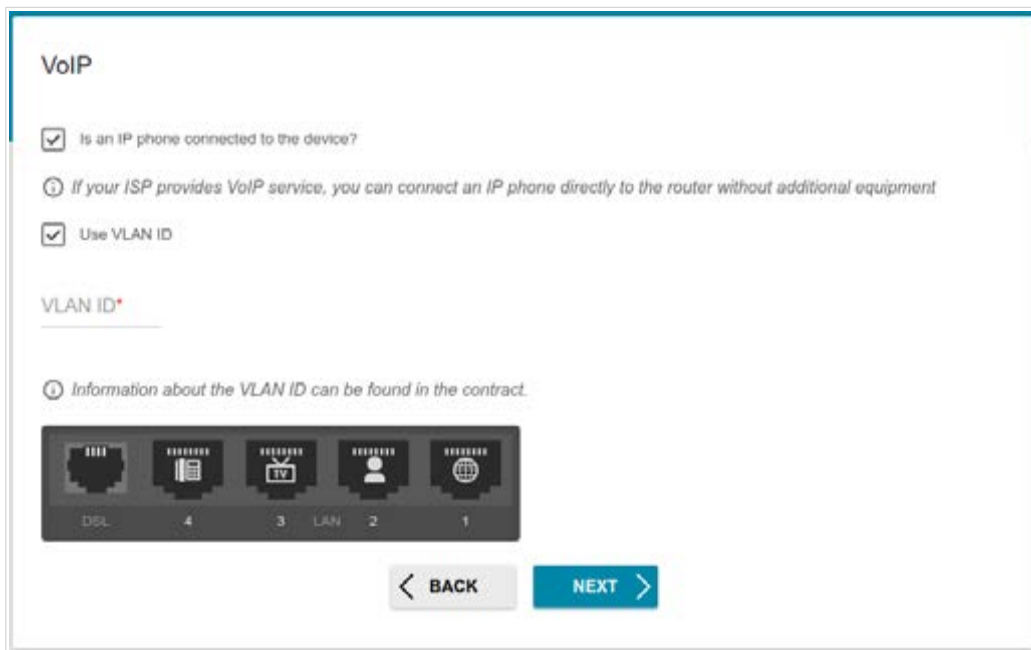 VoIP
Is an IP phone connected to the device?
If your ISP provides VoIP service, you can connect an IP phone directly to the router without additional equipment
Use VLAN ID
VLAN ID*
Information about the VLAN ID can be found in the contract.
TV
DSL 4 3 LAN 2 1
BACK NEXT